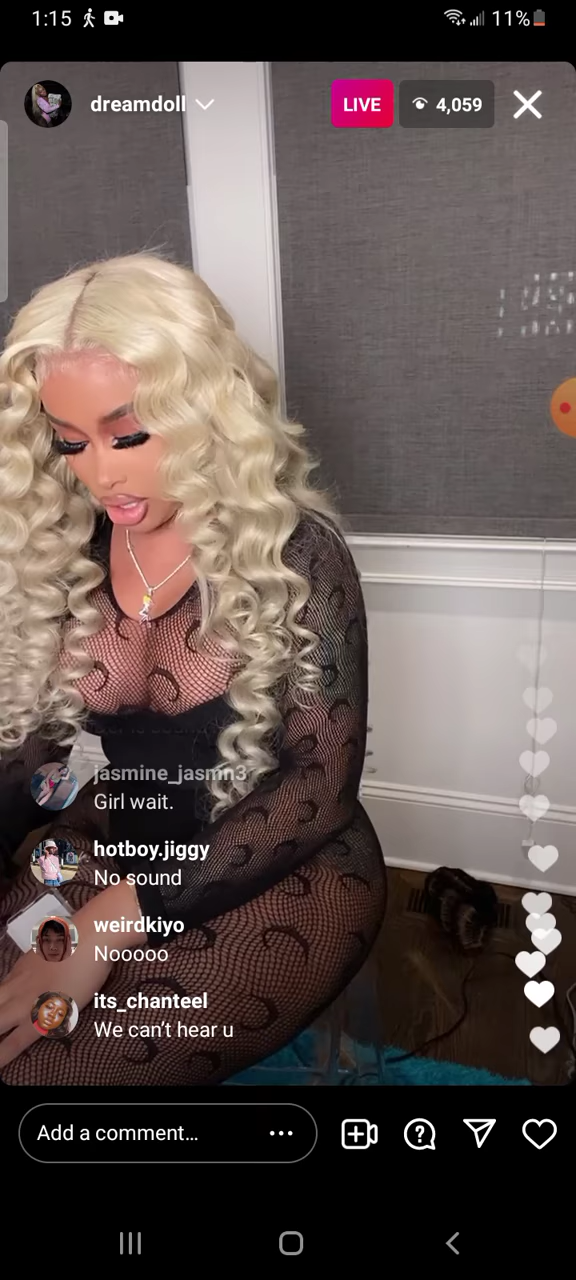 1:15
11%
dreamdoll
LIVE
4,059
jasmine_jasmn3
Girl wait.
hotboy.jiggy
No sound
weirdkiyo
Nooooo
its_chanteel
We can't hear u
Add a comment...